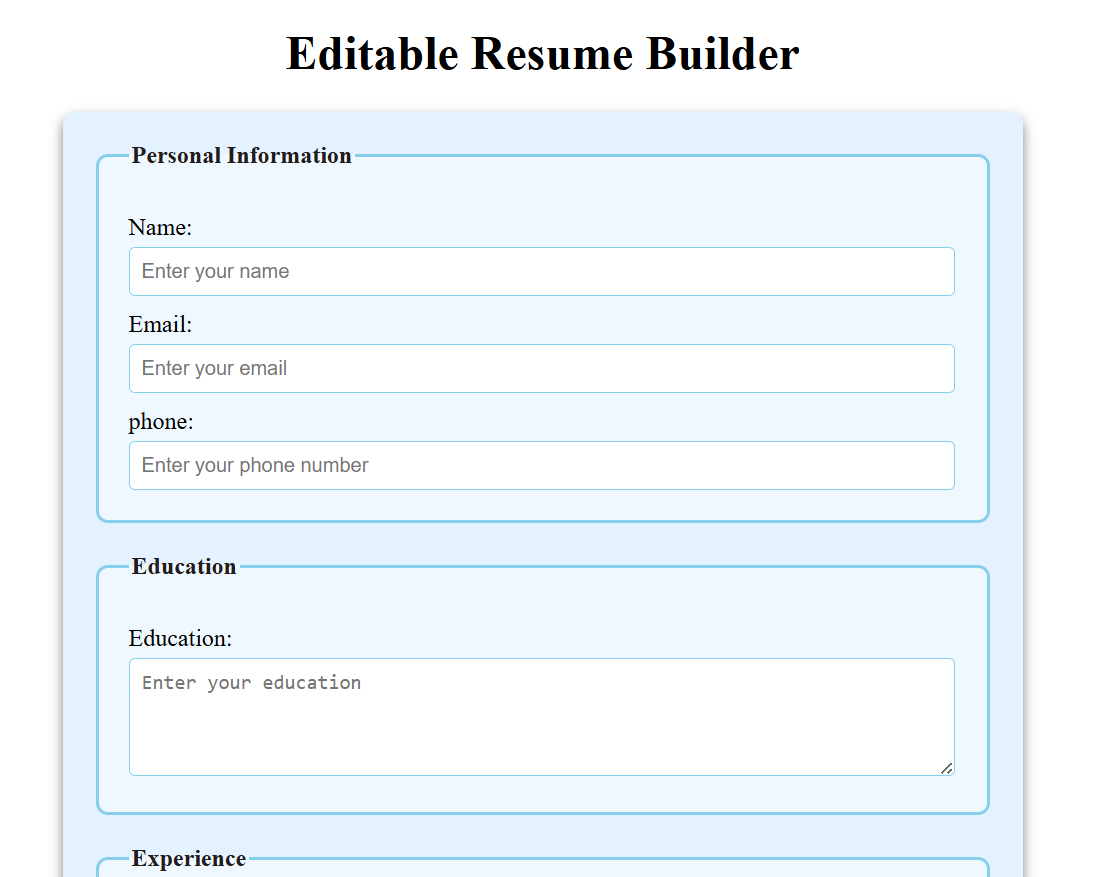 Editable Resume Builder
Personal Information
Name:
Enter your name
Email:
Enter your email
phone:
Enter your phone number
Education
Education:
Enter your education
Experience